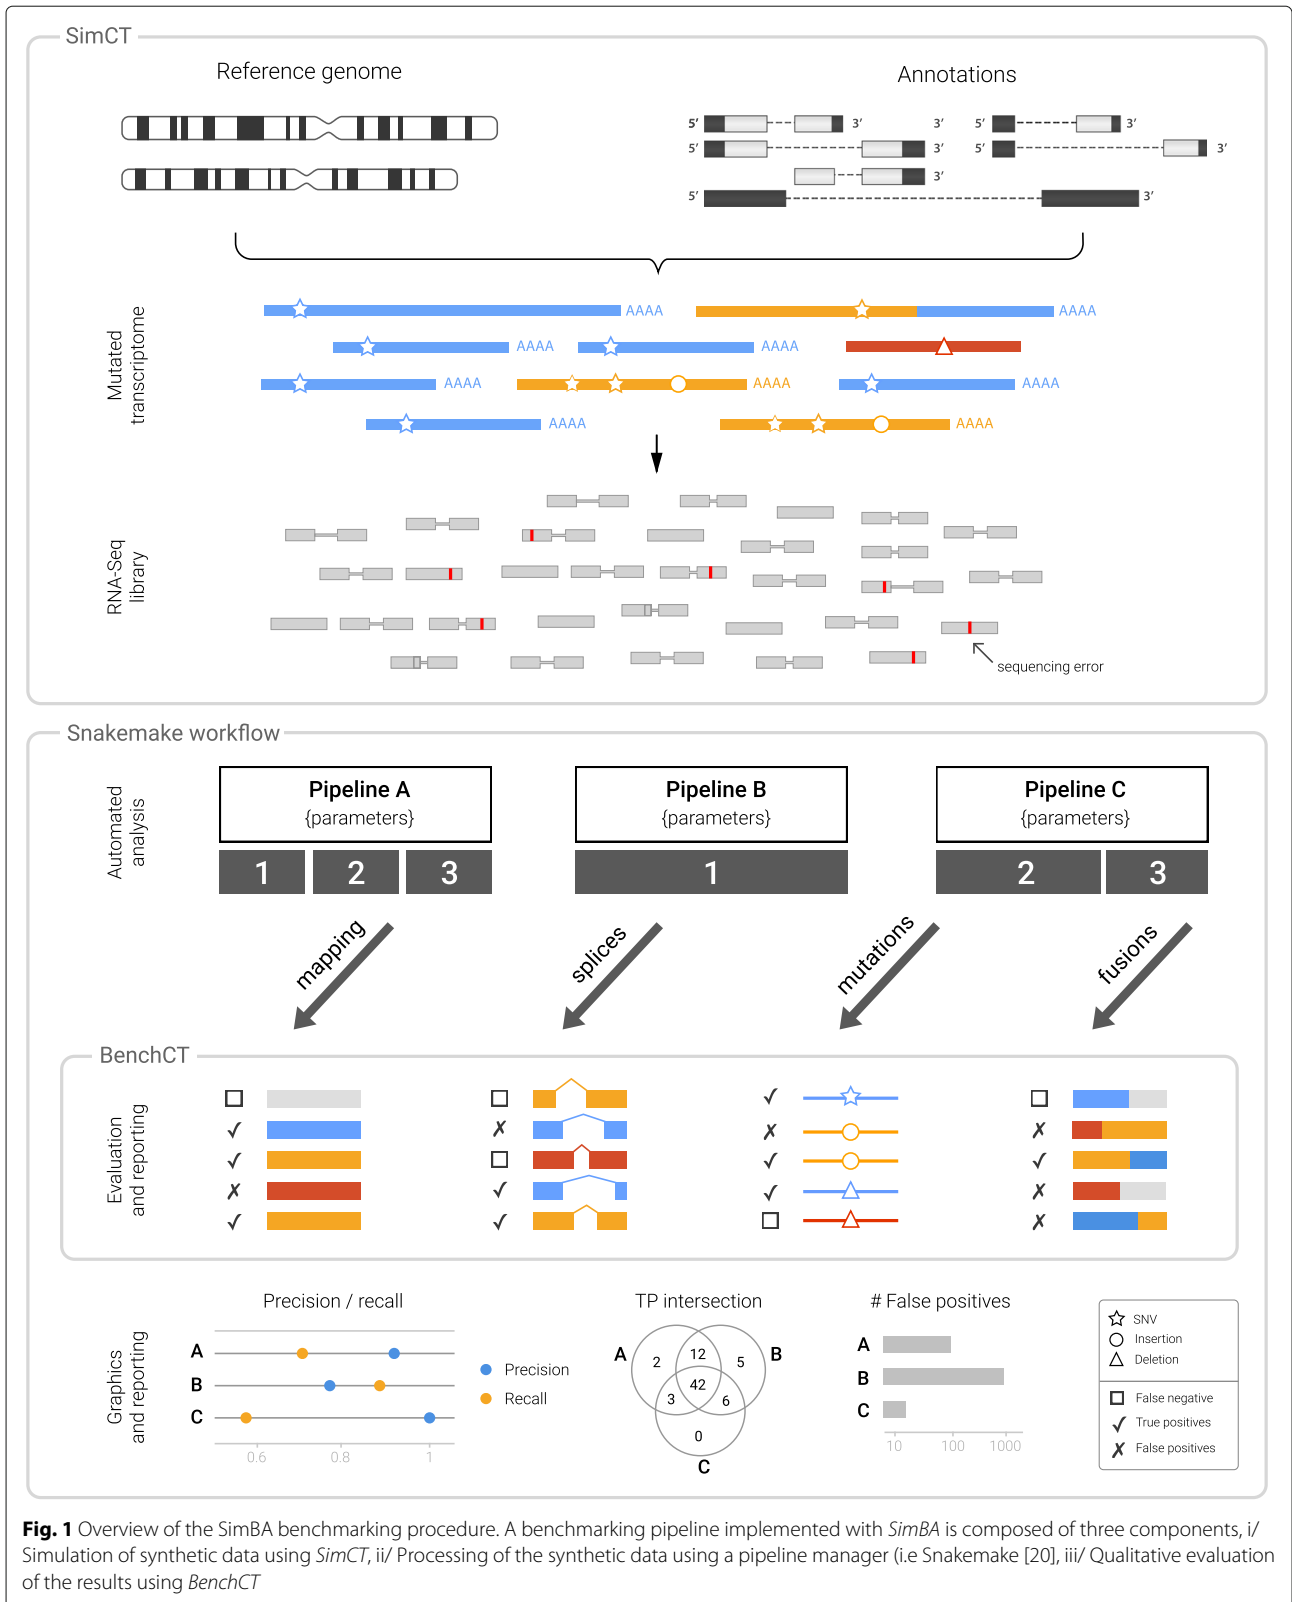 SimCT
Reference genome
Annotations
5′ 3′ 3′ 5′ 3′
5′ 3′ 5′ 3′
3′
5′ 3′
Mutated
transcriptome
AAAA AAAA
AAAA AAAA
AAAA AAAA AAAA
AAAA AAAA
RNA-Seq
library
sequencing error
Snakemake workflow
Automated
analysis
Pipeline A
{parameters}
1 2 3
Pipeline B
{parameters}
1
Pipeline C
{parameters}
2 3
mapping
splices
mutations
fusions
BenchCT
Evaluation
and reporting
Graphics
and reporting
Precision / recall
A
B
C
0.6 0.8 1
Precision
Recall
TP intersection
A 2 12 5 B
42
3 6
0
C
# False positives
A
B
C
10 100 1000
SNV
Insertion
Deletion
False negative
True positives
False positives
Fig. 1 Overview of the SimBA benchmarking procedure. A benchmarking pipeline implemented with SimBA is composed of three components, i/
Simulation of synthetic data using SimCT, ii/ Processing of the synthetic data using a pipeline manager (i.e Snakemake [20], iii/ Qualitative evaluation
of the results using BenchCT